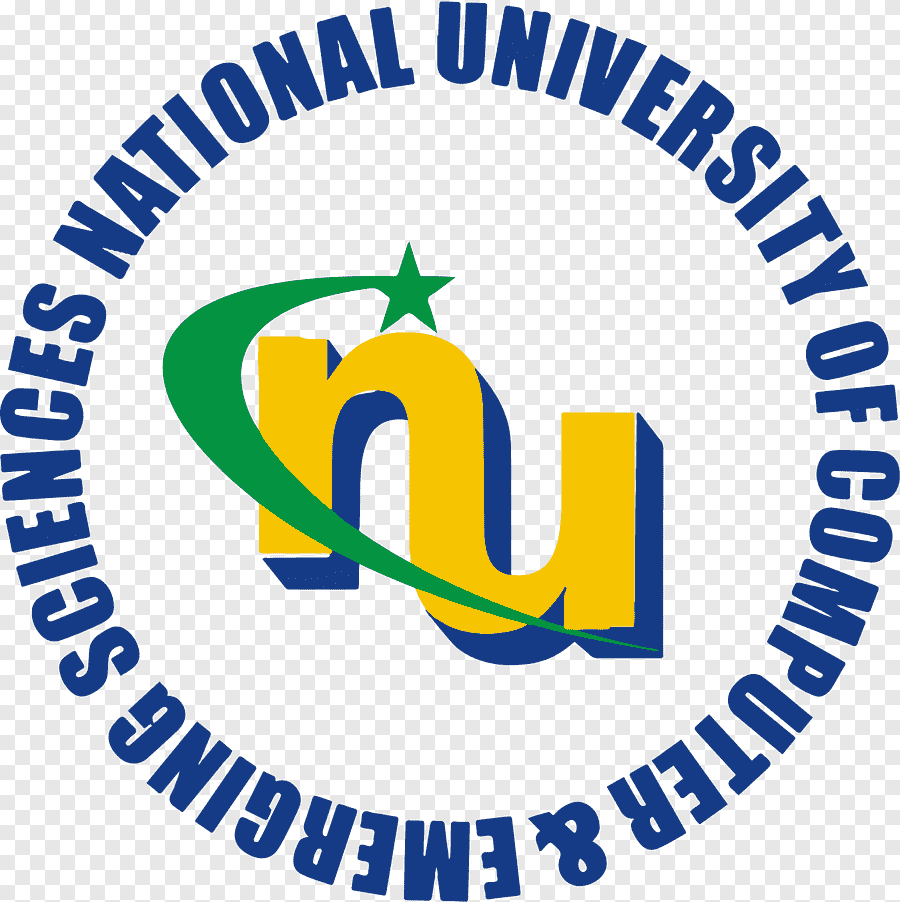 NATIONAL UNIVERSITY OF COMPUTER & EMERGING SCIENCES
nu